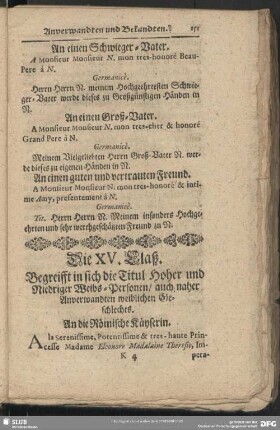 Anverwandten und Bekandten. 151
An einen Schwieger-Vater.
A Monsieur Monsieur N. mon tres-honoré Beau-
Pere á N.
Germanicè.
Herrn Herrn N. meinem Hochgeehrtesten Schwie-
ger-Vater werde dieses zu Großgünstigen Händen in
N.
An einen Groß-Vater.
A Monsieur Monsieur N. mon tres-cher & honoré
Grand Pere á N.
Germanicè.
Meinem Vielgeliebten Herrn Groß-Vater N. wer-
de dieses zu eigenen Händen in N.
An einen guten und vertrauten Freund.
A Monsieur Monsieur N. mon tres-honoré & inti-
me Amy, presentement á N.
Germanicè.
Tit. Herrn Herrn N. Meinem insonders Hochge-
ehrten und sehr werthgeschätzten Freund zu N.
Die XV. Claß.
Begreifft in sich die Titul Hoher und
Niedriger Weibs-Personen/ auch naher
Anverwandten weiblichen Ge-
schlechts.
An die Römische Käyserin.
A la Serenissime, Potentissime & tres-haute Prin-
cesse Madame Eleonore Madalaine Therese, Im-
K 4 pera-
SLUB
DFG